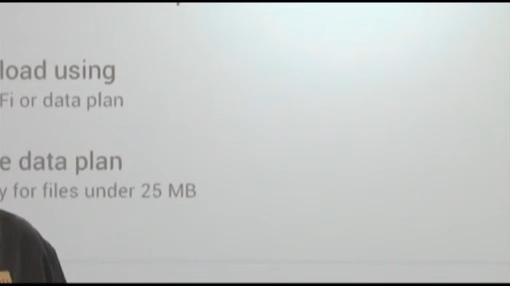 load using
Fi or data plan
e data plan
y for files under 25 MB